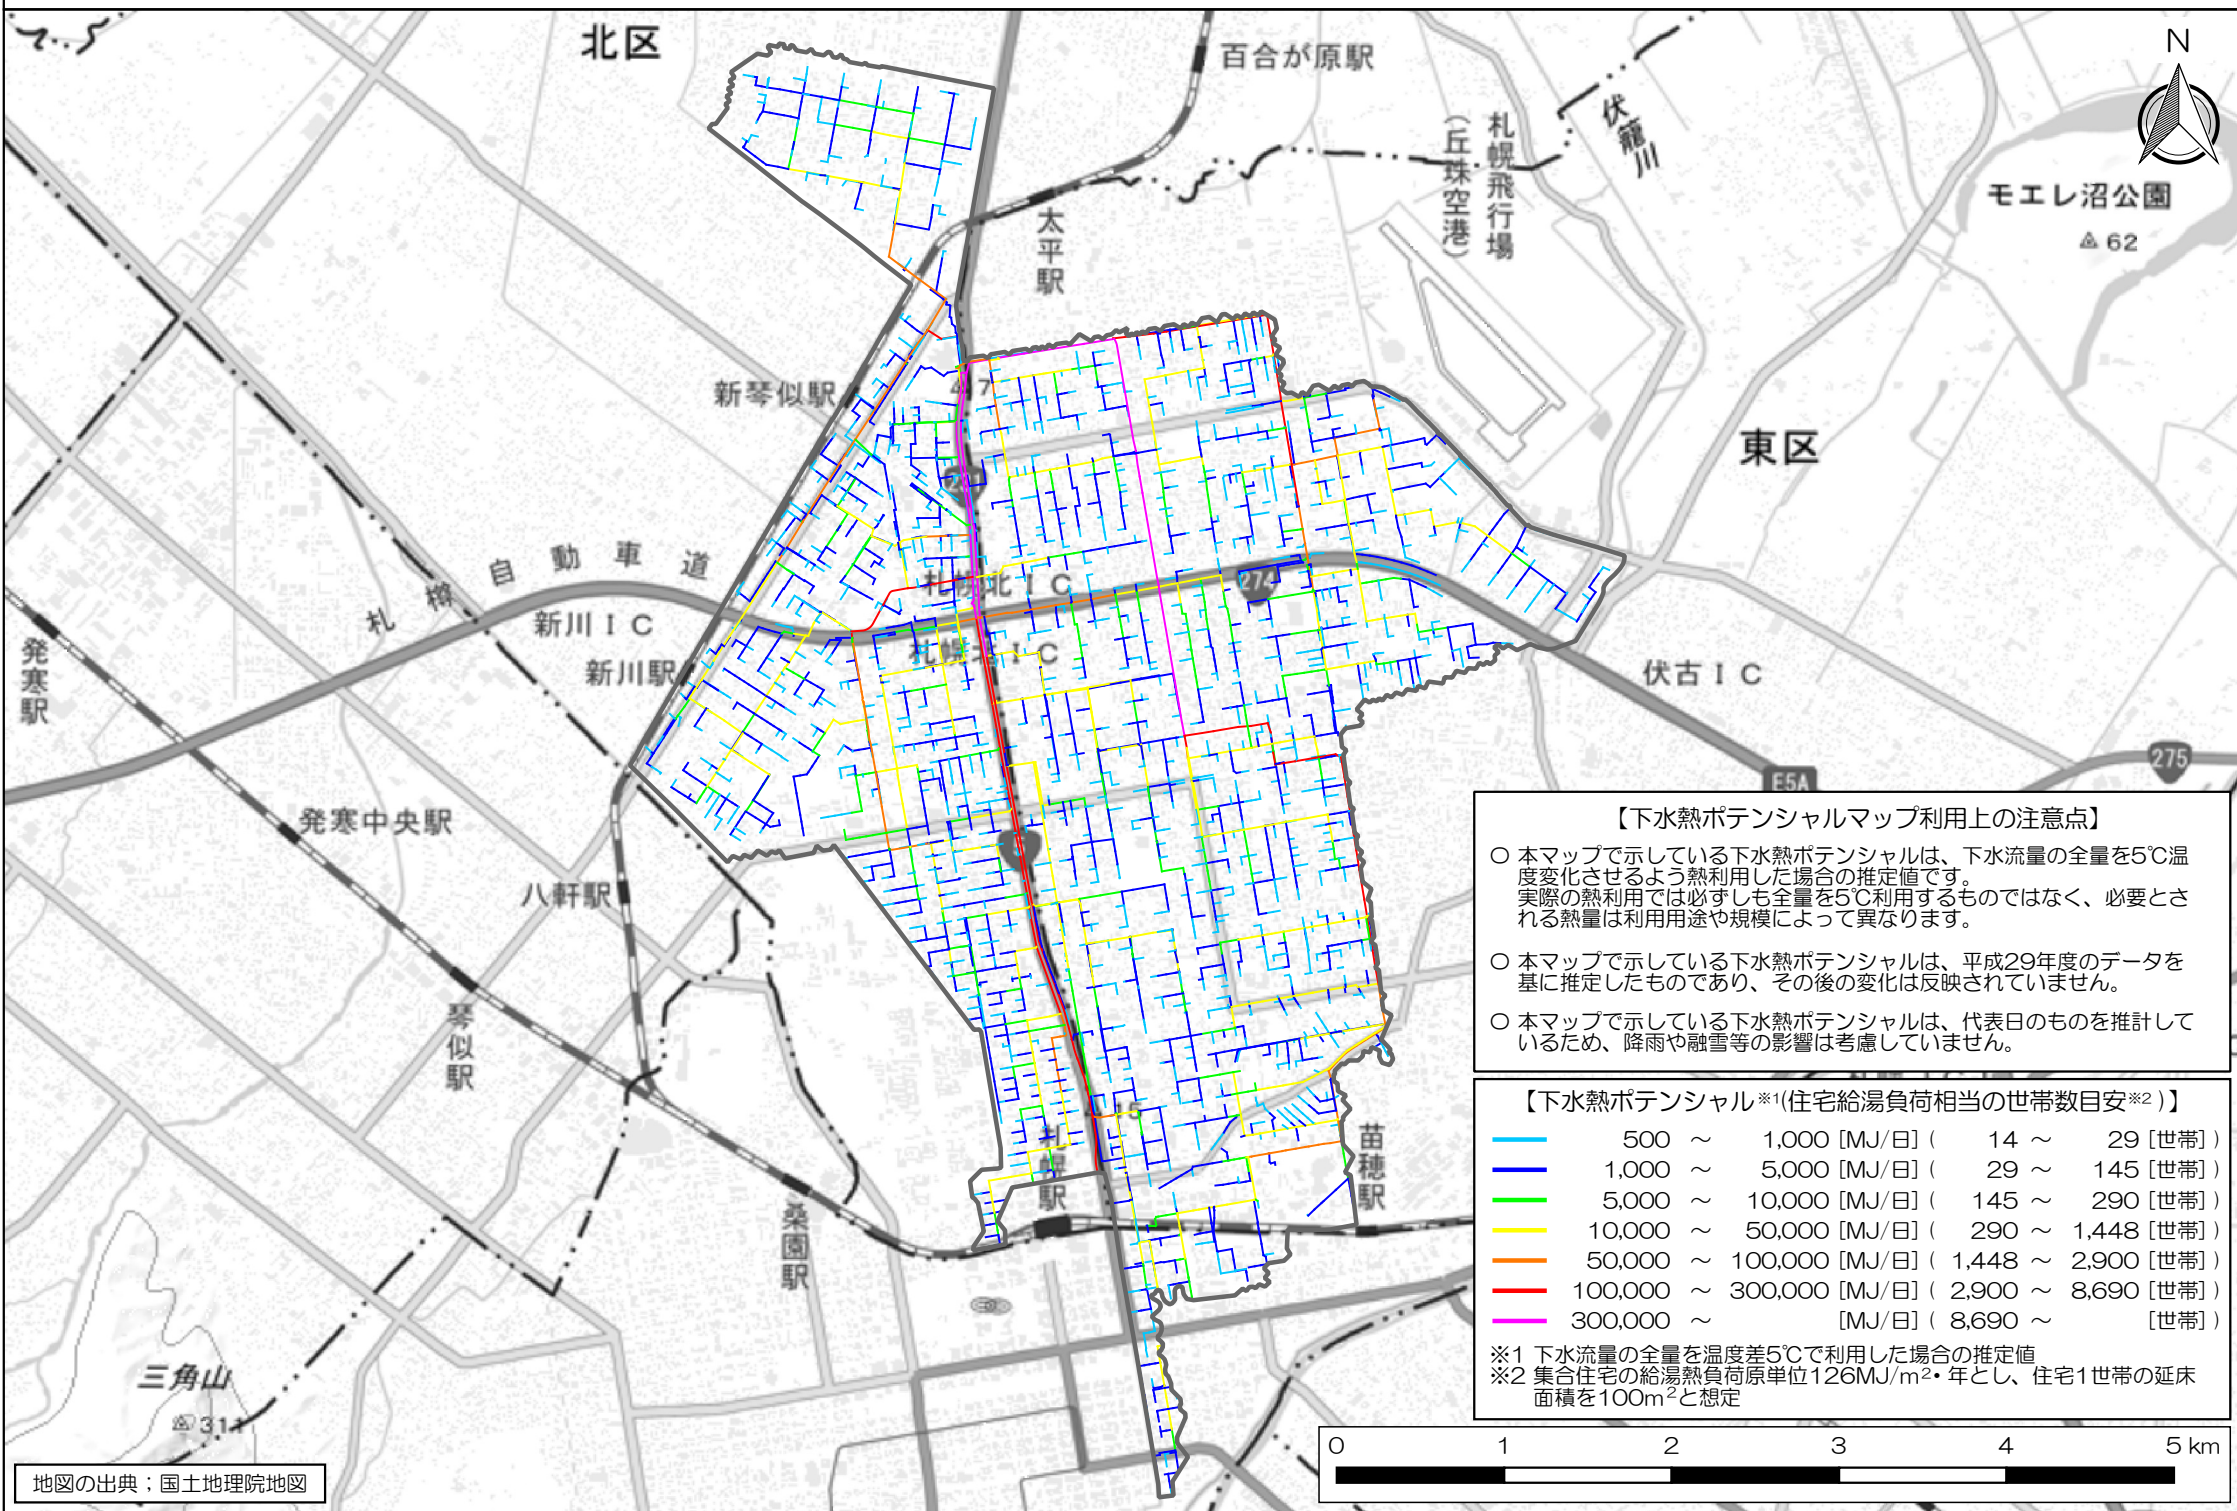 北区
百合が原駅
N
伏籠川
札幌飛行場
（丘珠空港）
モエレ沼公園
62
太平駅
新琴似駅
7
東区
札樽自動車道
札幌北ＩＣ
274
新川ＩＣ
札幌北ＩＣ
新川駅
伏古ＩＣ
発寒駅
275
E5A
発寒中央駅
八軒駅
琴似駅
15
札幌駅
苗穂駅
桑園駅
三角山
311
【下水熱ポテンシャルマップ利用上の注意点】
○ 本マップで示している下水熱ポテンシャルは、下水流量の全量を5℃温
度変化させるよう熱利用した場合の推定値です。
実際の熱利用では必ずしも全量を5℃利用するものではなく、必要とさ
れる熱量は利用用途や規模によって異なります。
○ 本マップで示している下水熱ポテンシャルは、平成29年度のデータを
基に推定したものであり、その後の変化は反映されていません。
○ 本マップで示している下水熱ポテンシャルは、代表日のものを推計して
いるため、降雨や融雪等の影響は考慮していません。
【下水熱ポテンシャル※1(住宅給湯負荷相当の世帯数目安※2)】
500 ～ 1,000 [MJ/日] ( 14 ～ 29 [世帯] )
1,000 ～ 5,000 [MJ/日] ( 29 ～ 145 [世帯] )
5,000 ～ 10,000 [MJ/日] ( 145 ～ 290 [世帯] )
10,000 ～ 50,000 [MJ/日] ( 290 ～ 1,448 [世帯] )
50,000 ～ 100,000 [MJ/日] ( 1,448 ～ 2,900 [世帯] )
100,000 ～ 300,000 [MJ/日] ( 2,900 ～ 8,690 [世帯] )
300,000 ～ [MJ/日] ( 8,690 ～ [世帯] )
※1 下水流量の全量を温度差5℃で利用した場合の推定値
※2 集合住宅の給湯熱負荷原単位126MJ/m²・年とし、住宅1世帯の延床
面積を100m²と想定
0 1 2 3 4 5 km
地図の出典；国土地理院地図